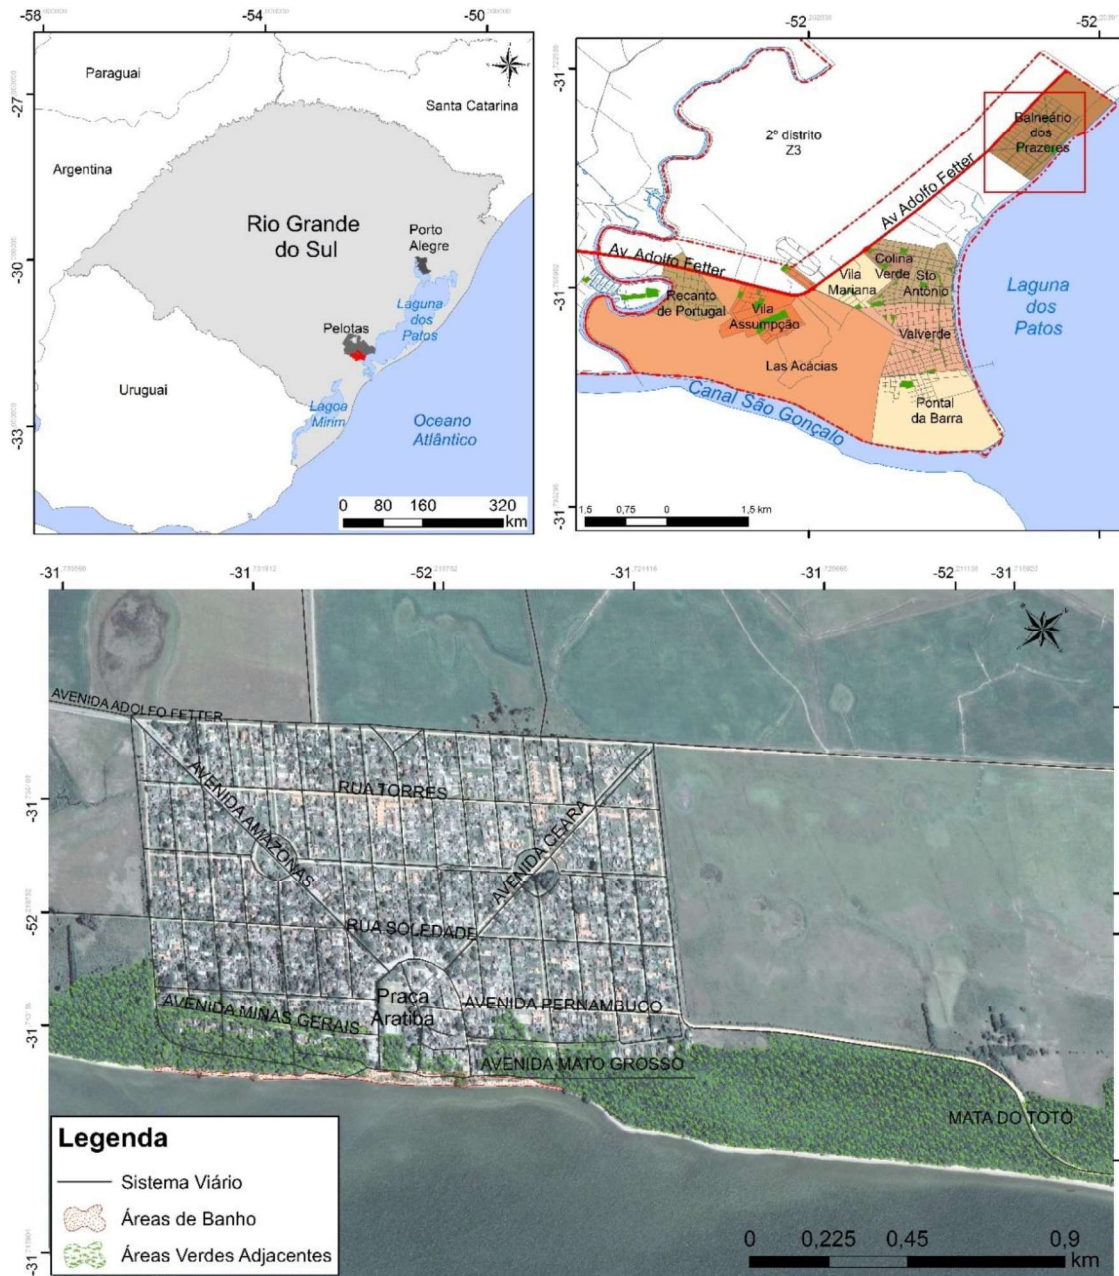 -58
-54
-50
-27
-30
-33
Paraguai
Santa Catarina
Argentina
Rio Grande
do Sul
Porto
Alegre
Laguna
dos
Patos
Pelotas
Uruguai
Lagoa
Mirim
Oceano
Atlântico
0 80 160 320
km
-52
-52
-31
-31
-31
2º distrito
Z3
Balneário
dos
Prazeres
Av Adolfo Fetter
Av Adolfo Fetter
Colina
Verde
Sto
Antonio
Vila
Mariana
Recanto
de Portugal
Vila
Assumpção
Valverde
Laguna
dos
Patos
Las Acácias
Canal São Gonçalo
Pontal
da Barra
1,5 0,75 0 1,5 km
-31
-31
-52
-31
-31
-52
-31
-31
-52
-31
-31
AVENIDA ADOLFO FETTER
RUA TORRES
AVENIDA AMAZONAS
AVENIDA CEARA
RUA SOLEDADE
Praça
Aratiba
AVENIDA PERNAMBUCO
AVENIDA MINAS GERAIS
AVENIDA MATO GROSSO
MATA DO TOTÓ
Legenda
Sistema Viário
Áreas de Banho
Áreas Verdes Adjacentes
0 0,225 0,45 0,9
km